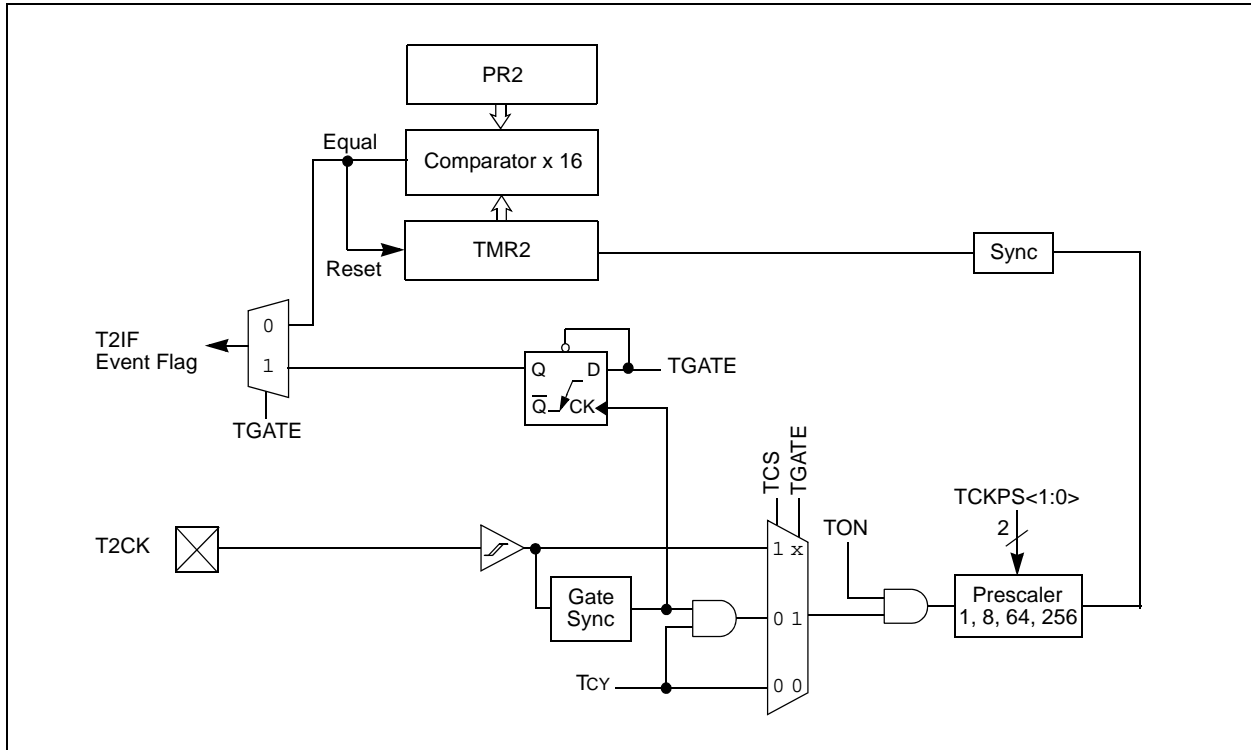 PR2
Equal
Comparator x 16
TMR2
Reset
Sync
0
T2IF
Event Flag
1
Q
D
TGATE
Q
CK
TGATE
TCS
TGATE
TCKPS<1:0>
2
TON
T2CK
1 x
Gate
Sync
0 1
Prescaler
1, 8, 64, 256
TCY
0 0